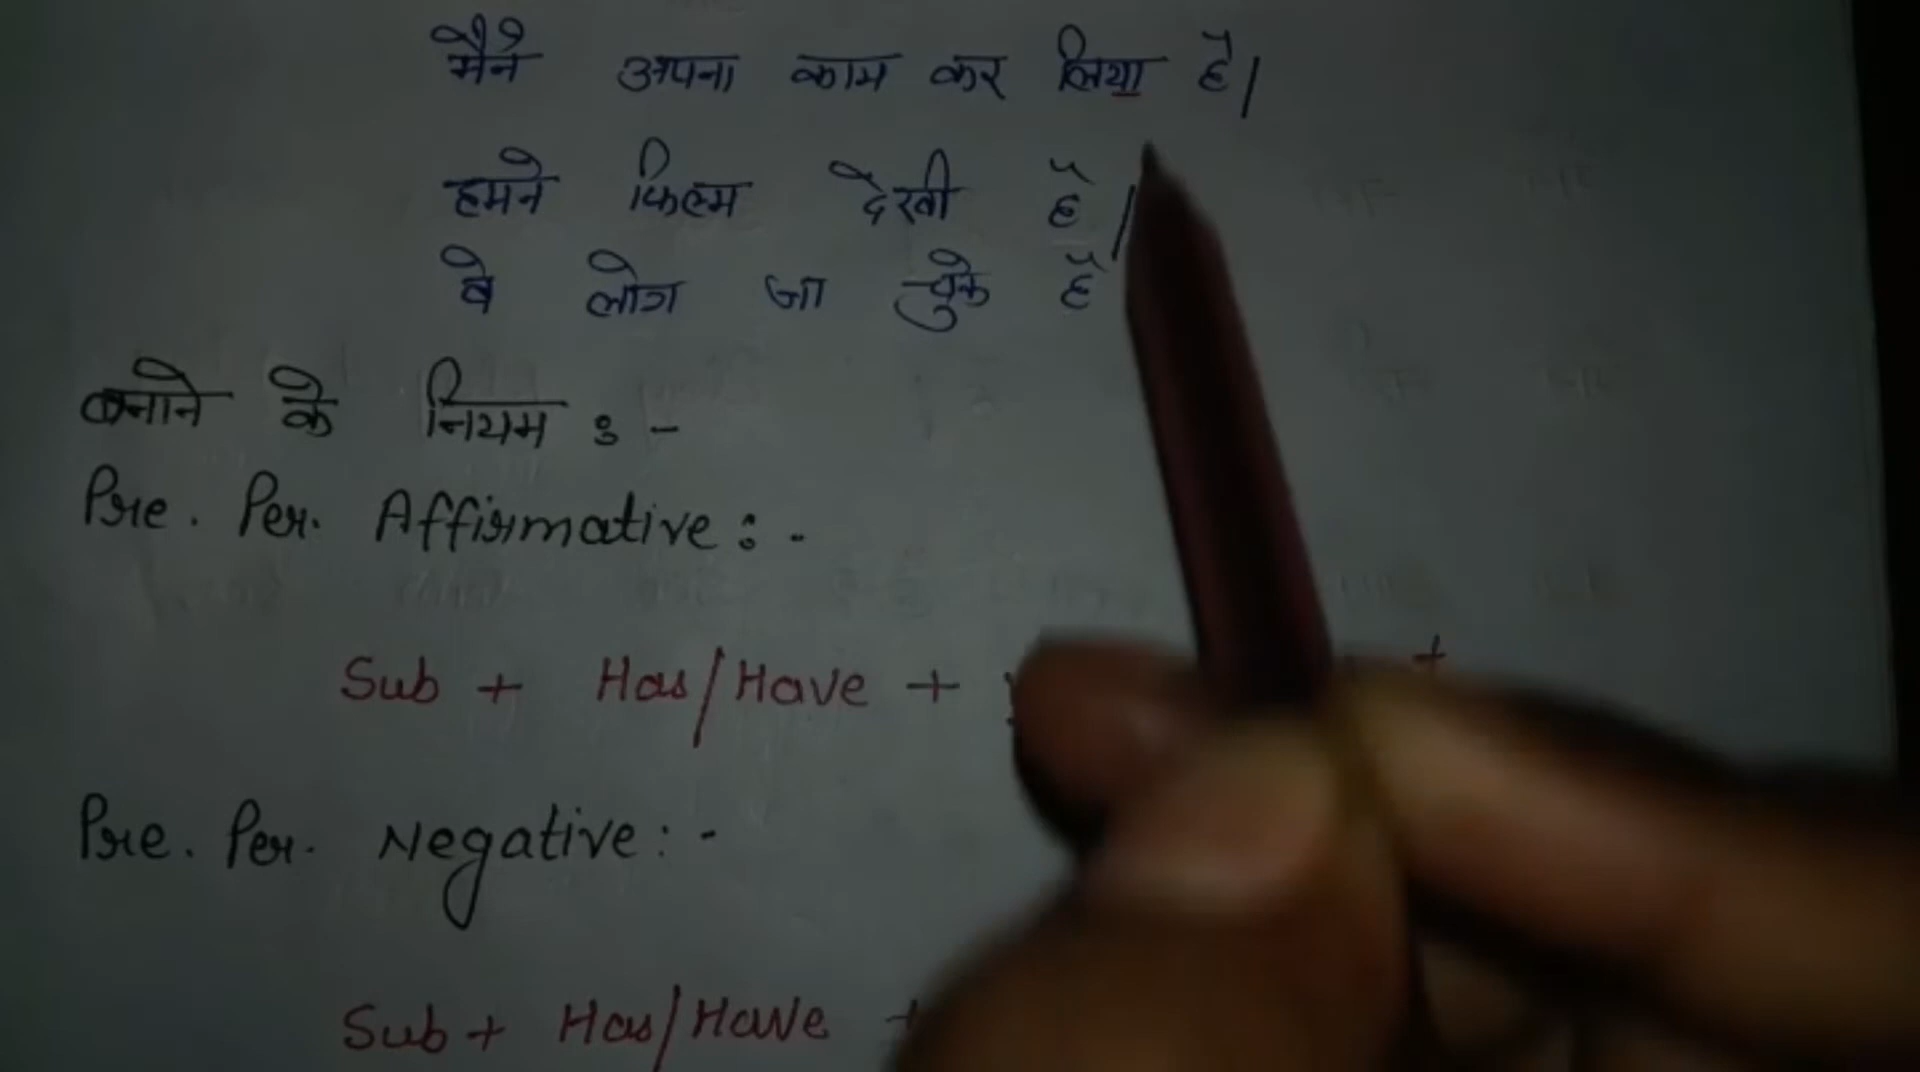 मैने अपना काम कर लिया है।
हमने फिल्म देखी है।
वे लोग जा चुके है
बनाने के नियम :-
Pre. Per. Affirmative :-
Sub + Has/Have + +
Pre. Per. Negative :-
Sub + Has/Have +